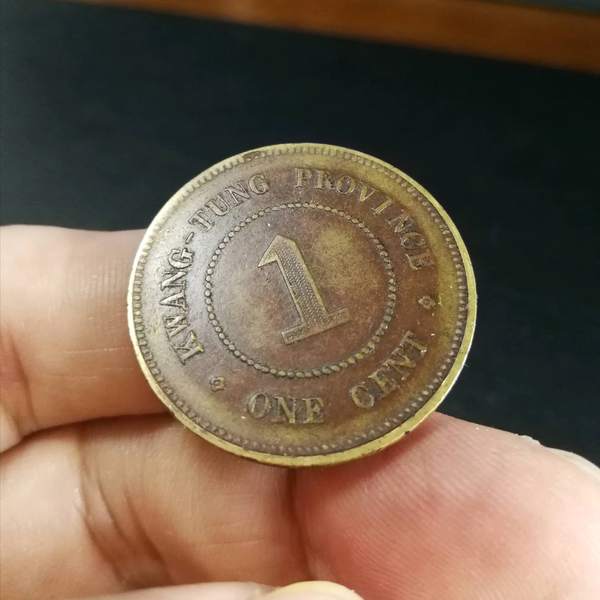 KWANG-TUNG PROVINCE
1
ONE CENT